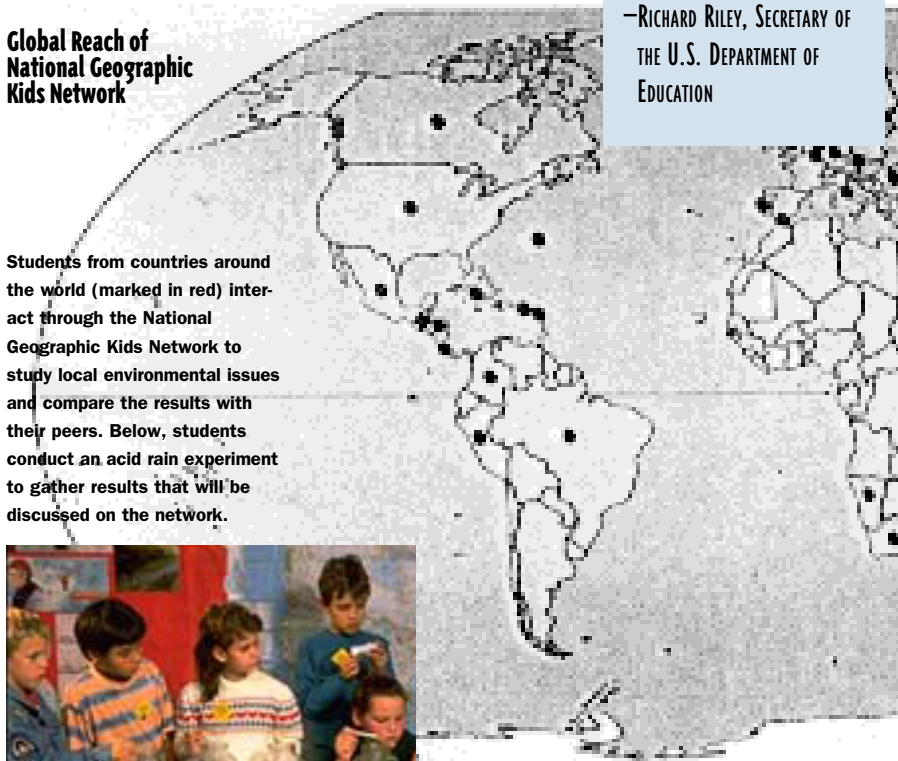 Global Reach of
National Geographic
Kids Network
–RICHARD RILEY, SECRETARY OF
THE U.S. DEPARTMENT OF
EDUCATION
Students from countries around
the world (marked in red) inter-
act through the National
Geographic Kids Network to
study local environmental issues
and compare the results with
their peers. Below, students
conduct an acid rain experiment
to gather results that will be
discussed on the network.